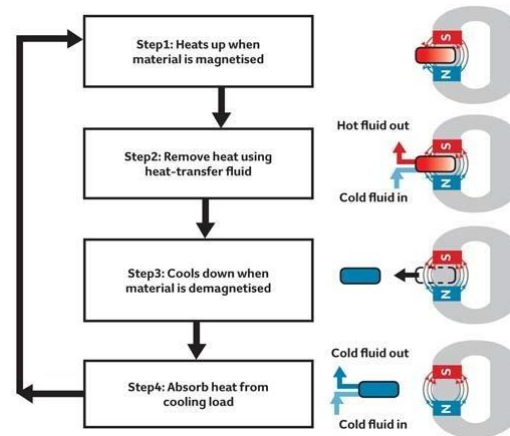 Step1: Heats up when
material is magnetised
S
N
Step2: Remove heat using
heat-transfer fluid
Hot fluid out
S
N
Cold fluid in
Step3: Cools down when
material is demagnetised
S
N
Step4: Absorb heat from
cooling load
Cold fluid out
S
N
Cold fluid in